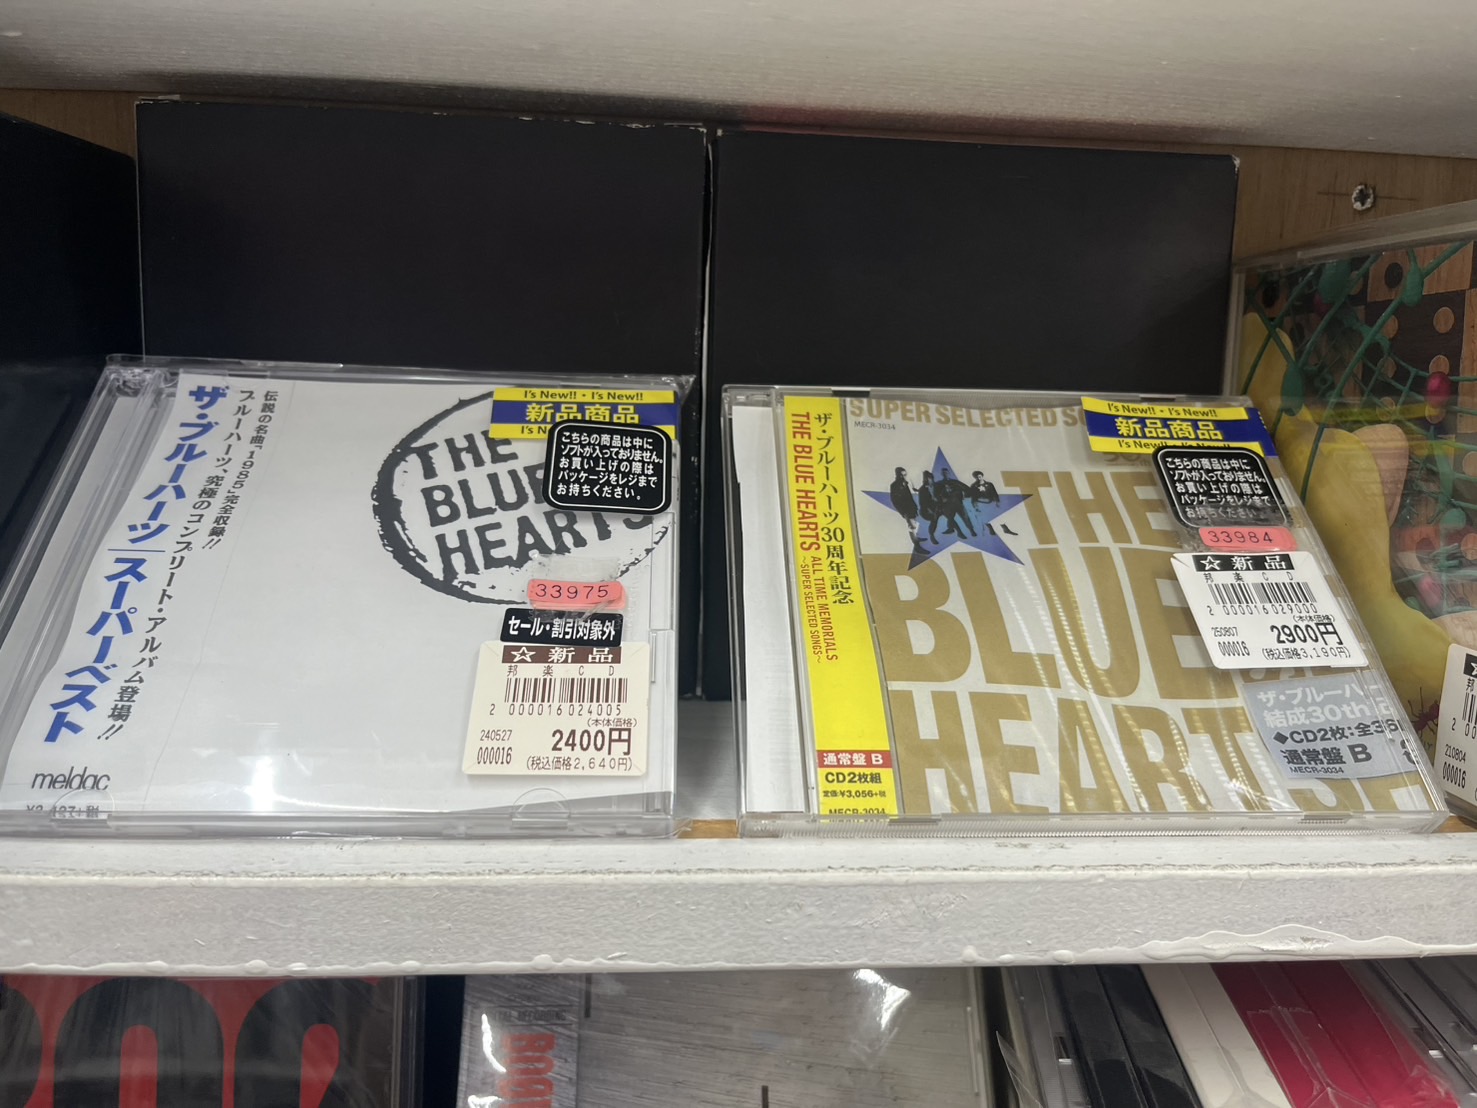 伝説の名曲「1985」完全収録!!
ブルーハーツ、究極のコンプリート・アルバム登場!!
ザ・ブルーハーツ|スーパーベスト
meldac
THE
BLUE
HEARTS
I's New!!・I's New!!
新品商品
こちらの商品は中に
ソフトが入っておりません。
お買い上げの際は
パッケージをレジまで
お持ちください。
33975
セール・割引対象外
☆新品
邦楽CD
2000016024005
(本体価格)
240527
2400円
000016
(税込価格2,640円)
ザ・ブルーハーツ30周年記念
THE BLUE HEARTS ALL TIME MEMORIALS
~SUPER SELECTED SONGS~
通常盤 B
CD2枚組
定価:¥3,056+税
MECR-3034
SUPER SELECTED SO
MECR-3034
THE
BLUE
HEARTS
I's New!!・I's New!!
新品商品
I's New!!
こちらの商品は中に
ソフトが入っておりません。
お買い上げの際は
パッケージをレジまで
お持ちください。
33984
☆新品
邦楽CD
2000016029000
(本体価格)
250807
2900円
000016
(税込価格3,190円)
ザ・ブルーハ
結成30th
◆CD2枚:全36
通常盤 B
MECR-3034
210804
000016